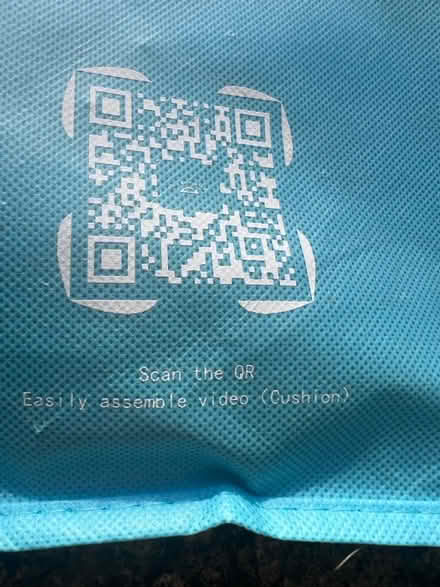 Scan the QR
Easily assemble video (Cushion)